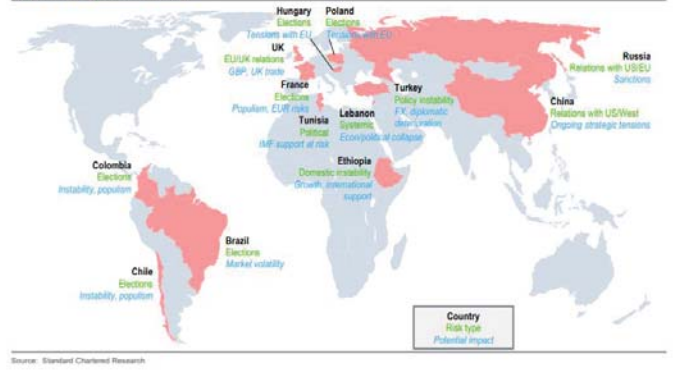 Hungary
Elections
Tensions with EU
Poland
Elections
Tensions with EU
UK
EU/UK relations
GBP, UK trade
France
Elections
Populism, EUR risks
Tunisia
Political
IMF support at risk
Lebanon
Systemic
Econ/political collapse
Turkey
Policy instability
FX, diplomatic
deterioration
Russia
Relations with US/EU
Sanctions
China
Relations with US/West
Ongoing strategic tensions
Ethiopia
Domestic instability
Growth, international
support
Colombia
Elections
Instability, populism
Brazil
Elections
Market volatility
Chile
Elections
Instability, populism
Country
Risk type
Potential impact
Source: Standard Chartered Research